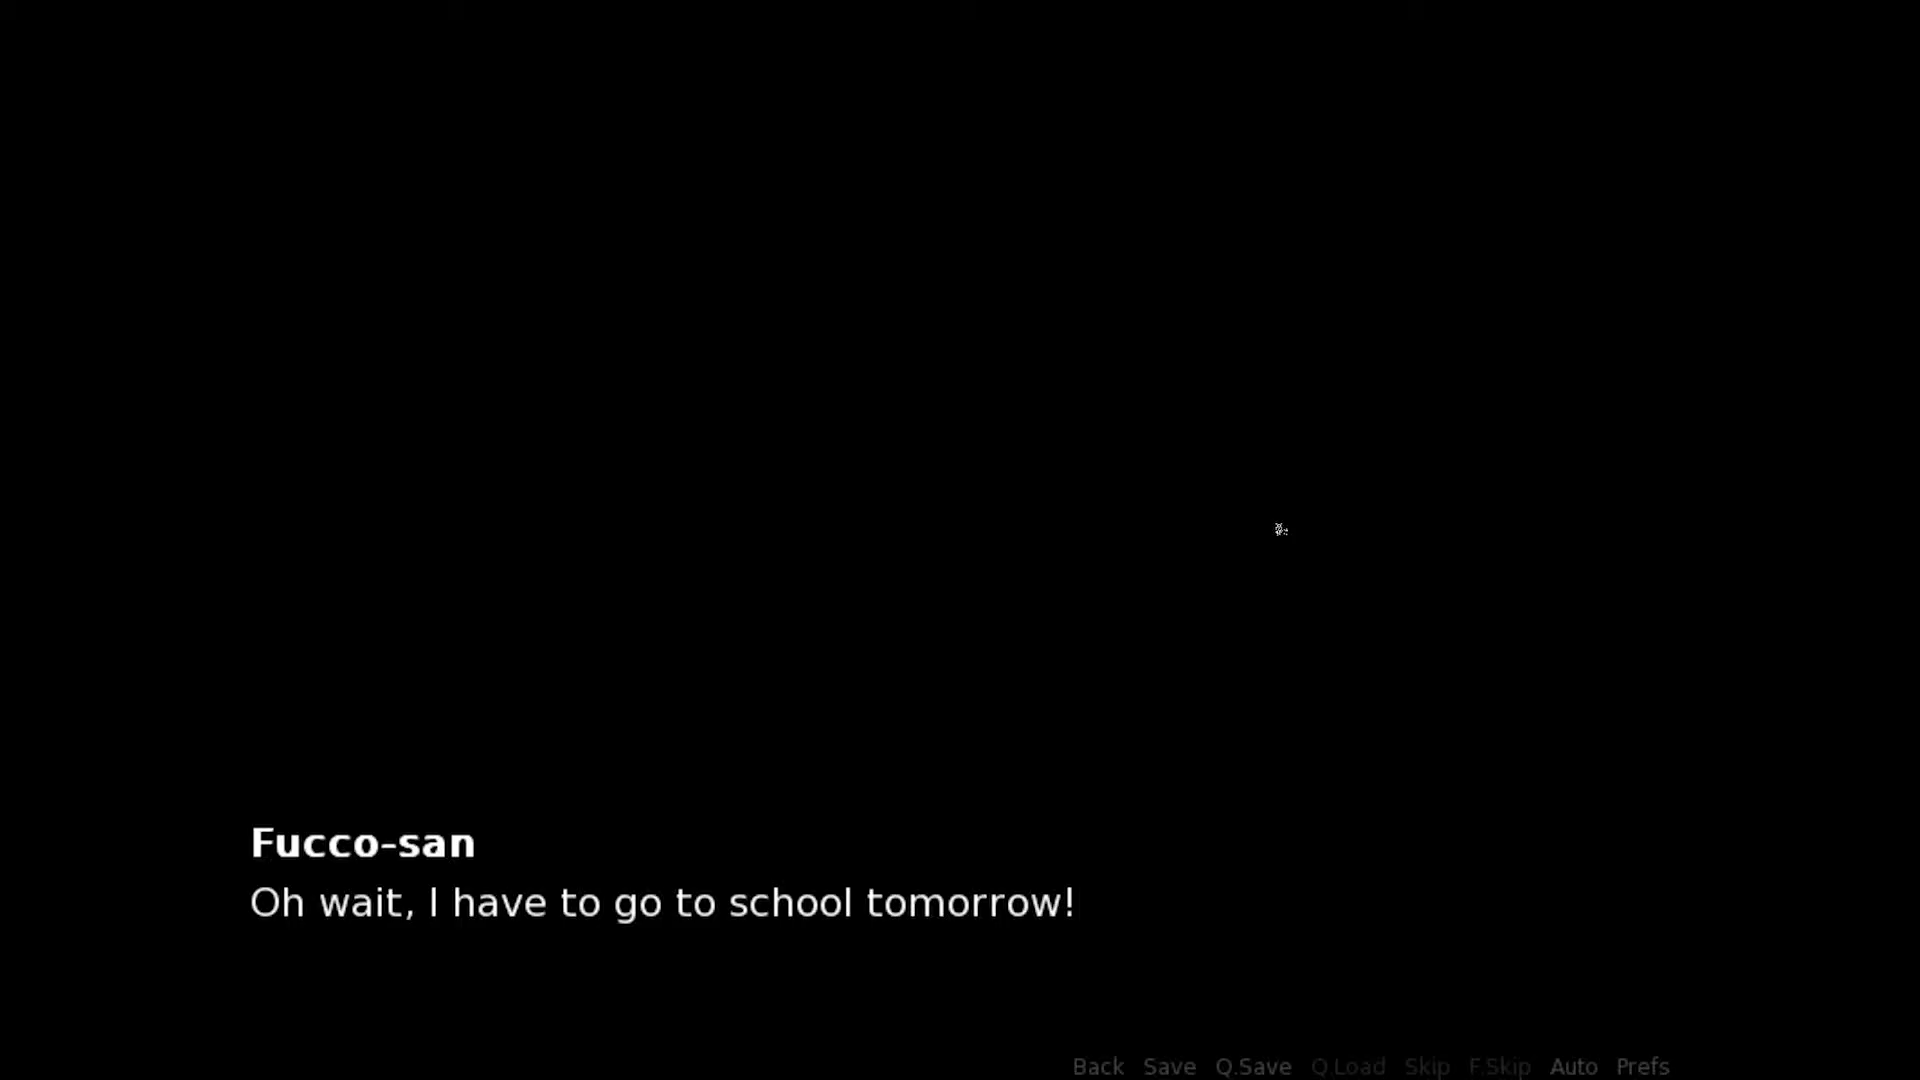 Fucco-san
Oh wait, I have to go to school tomorrow!
Back Save Q.Save Q.Load Skip F.Skip Auto Prefs